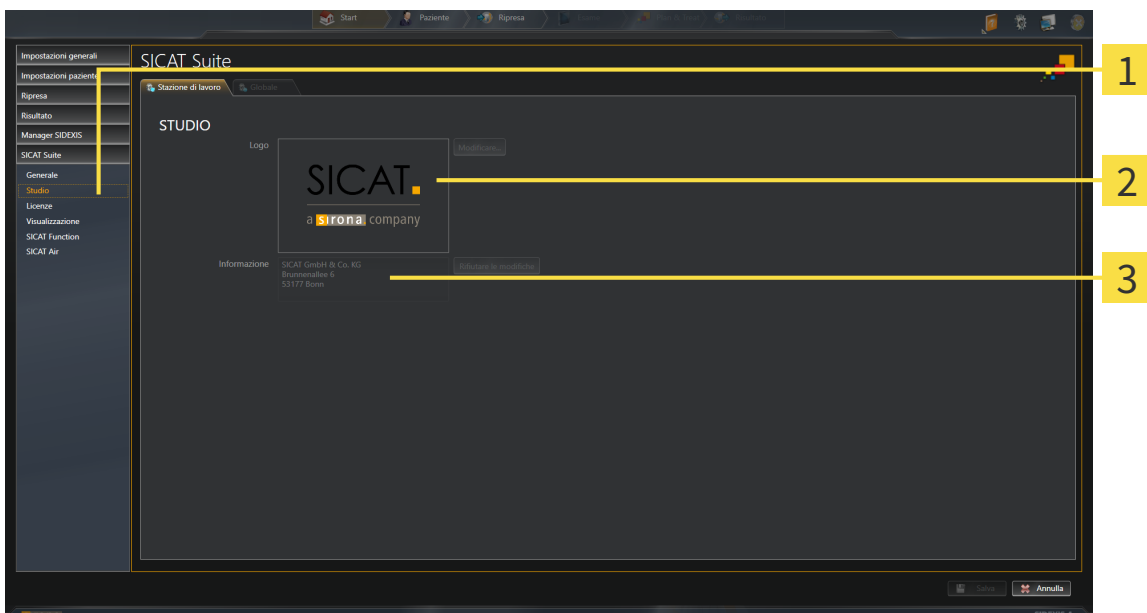 Start
Paziente
Ripresa
Impostazioni generali
Impostazioni paziente
Ripresa
Risultato
Manager SIDEXIS
SICAT Suite
Generale
Studio
Licenze
Visualizzazione
SICAT Function
SICAT Air
SICAT Suite
Stazione di lavoro
Globale
STUDIO
Logo
SICAT.
a sirona. company
Modificare...
Informazione
SICAT GmbH & Co. KG
Brunnenallee 6
53177 Bonn
Rifiutare le modifiche
Salva
Annulla
1
2
3